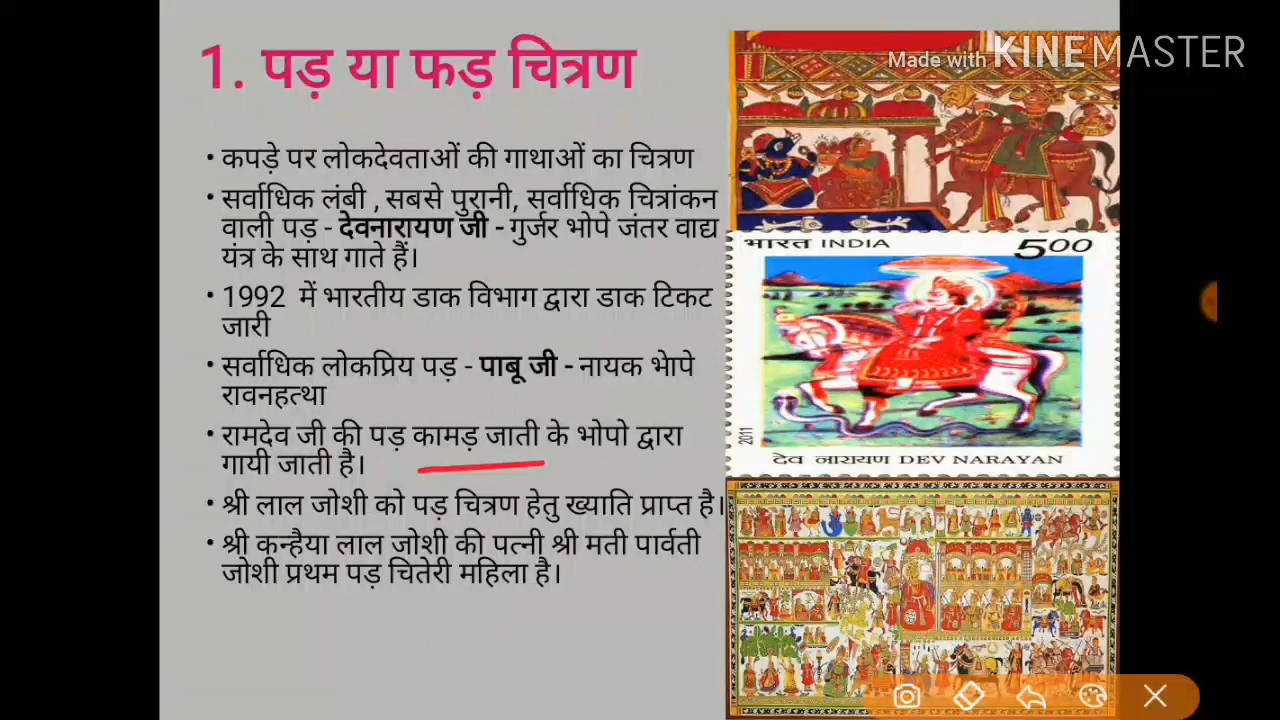 1. पड़ या फड़ चित्रण
Made with KINEMASTER
• कपड़े पर लोकदेवताओं की गाथाओं का चित्रण
• सर्वाधिक लंबी , सबसे पुरानी, सर्वाधिक चित्रांकन
वाली पड़ - देवनारायण जी - गुर्जर भोपे जंतर वाद्य
यंत्र के साथ गाते हैं।
• 1992 में भारतीय डाक विभाग द्वारा डाक टिकट
जारी
• सर्वाधिक लोकप्रिय पड़ - पाबू जी - नायक भेापे
रावनहत्था
• रामदेव जी की पड़ कामड़ जाती के भोपो द्वारा
गायी जाती है।
• श्री लाल जोशी को पड़ चित्रण हेतु ख्याति प्राप्त है।
• श्री कन्हैया लाल जोशी की पत्नी श्री मती पार्वती
जोशी प्रथम पड़ चितेरी महिला है।
भारत INDIA 500
2011
देव नारायण DEV NARAYAN